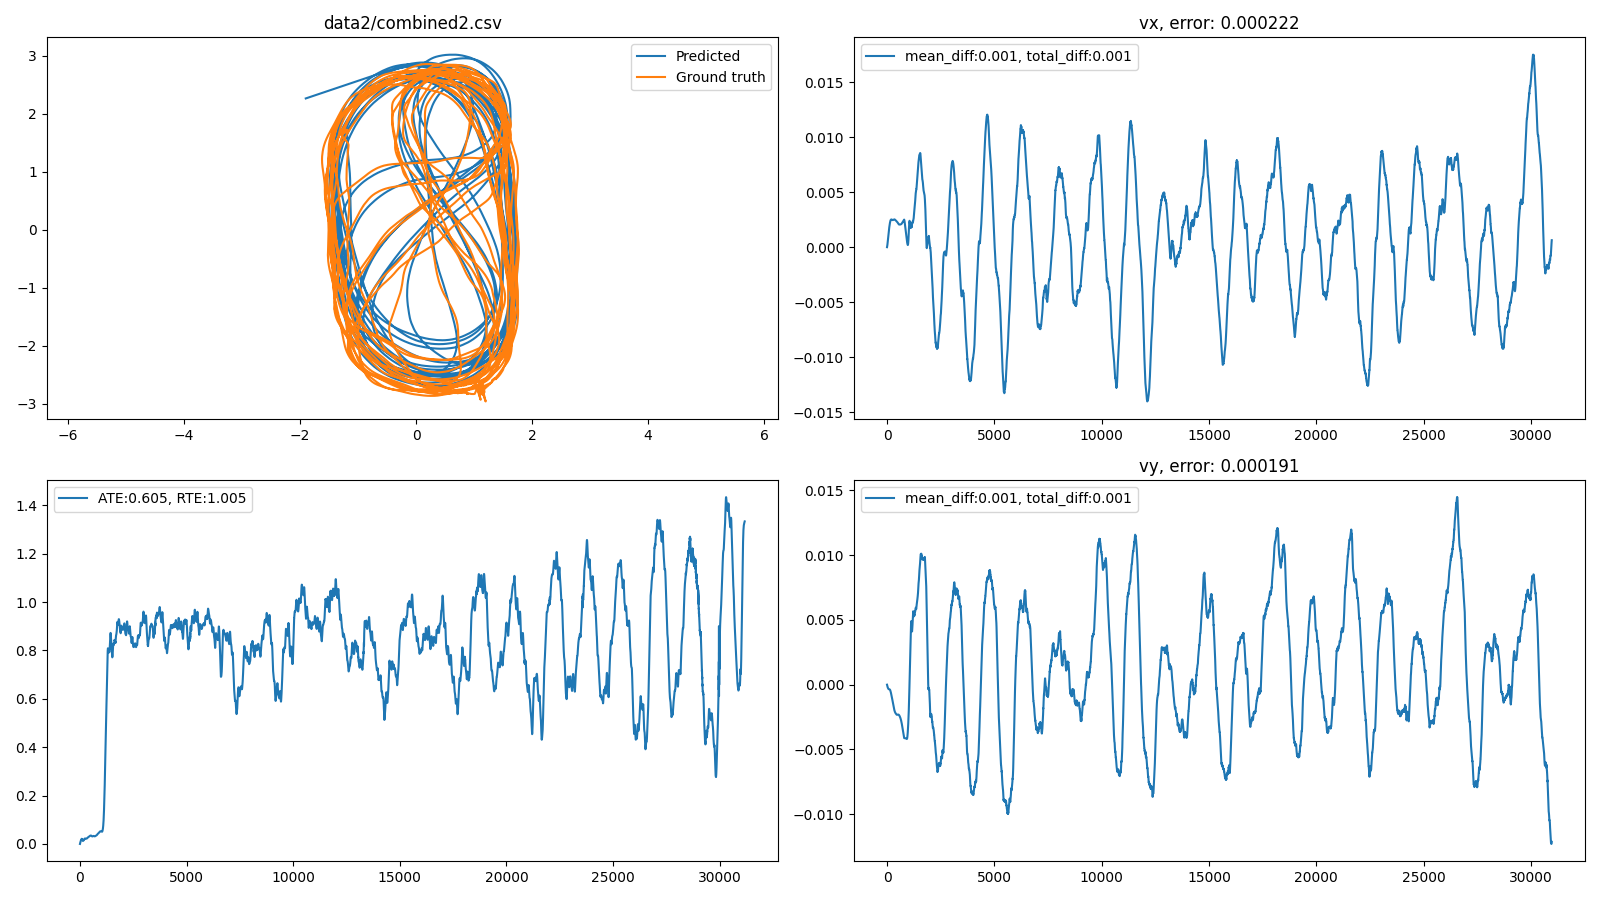 data2/combined2.csv
Predicted
Ground truth
3
2
1
0
−1
−2
−3
−6 −4 −2 0 2 4 6
vx, error: 0.000222
mean_diff:0.001, total_diff:0.001
0.015
0.010
0.005
0.000
−0.005
−0.010
−0.015
0 5000 10000 15000 20000 25000 30000
ATE:0.605, RTE:1.005
1.4
1.2
1.0
0.8
0.6
0.4
0.2
0.0
0 5000 10000 15000 20000 25000 30000
vy, error: 0.000191
mean_diff:0.001, total_diff:0.001
0.015
0.010
0.005
0.000
−0.005
−0.010
0 5000 10000 15000 20000 25000 30000